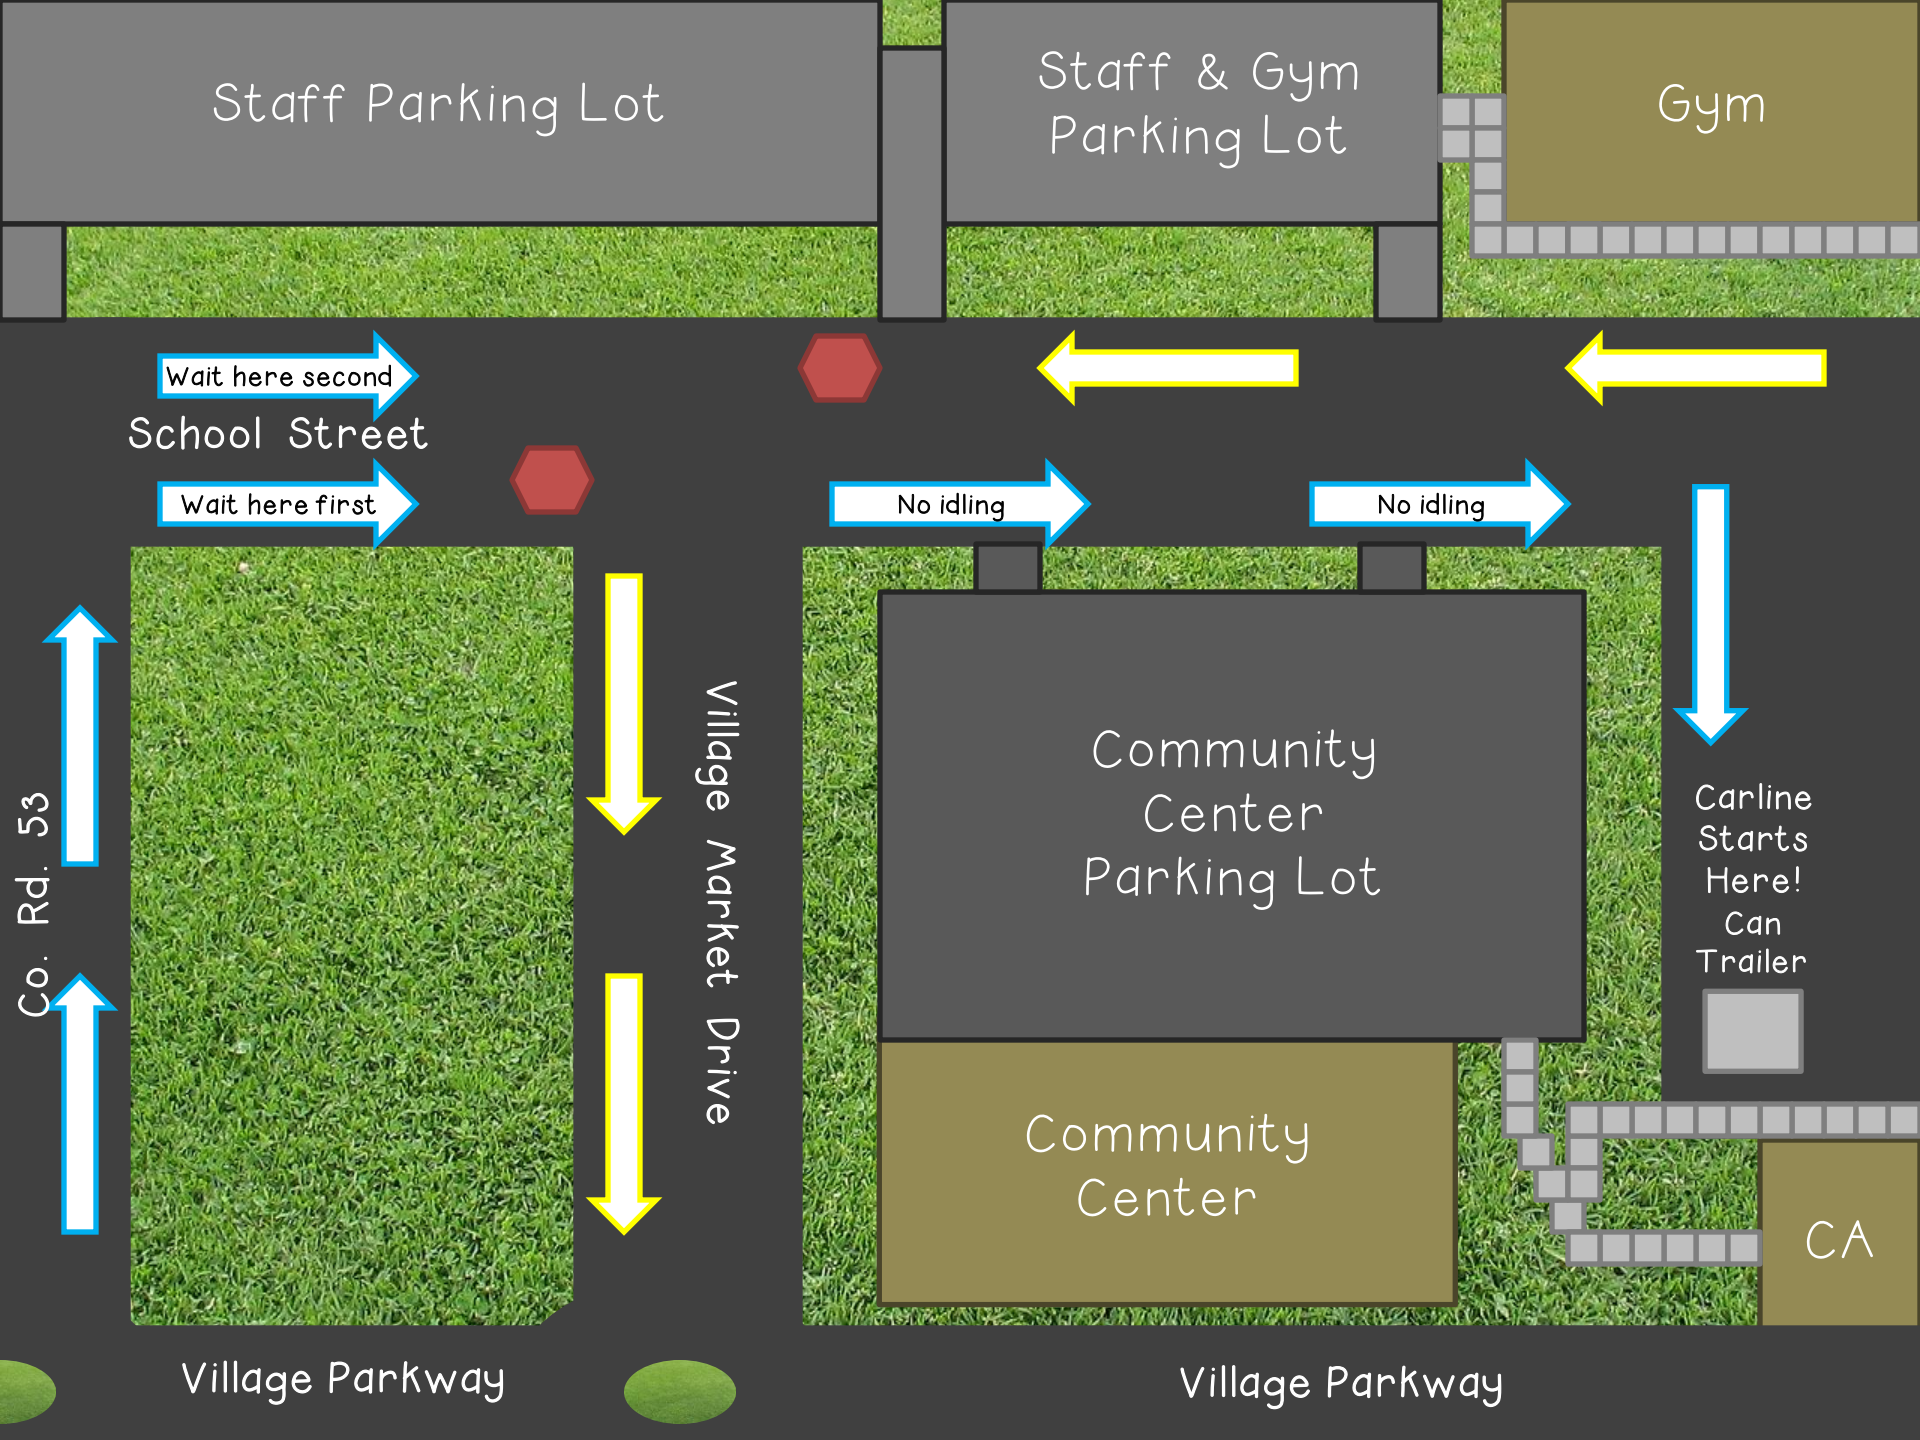 Staff Parking Lot
Staff & Gym
Parking Lot
Gym
Wait here second
School Street
Wait here first
No idling
No idling
Co. Rd. 53
Village Market Drive
Community
Center
Parking Lot
Carline
Starts
Here!
Can
Trailer
Community
Center
CA
Village Parkway
Village Parkway